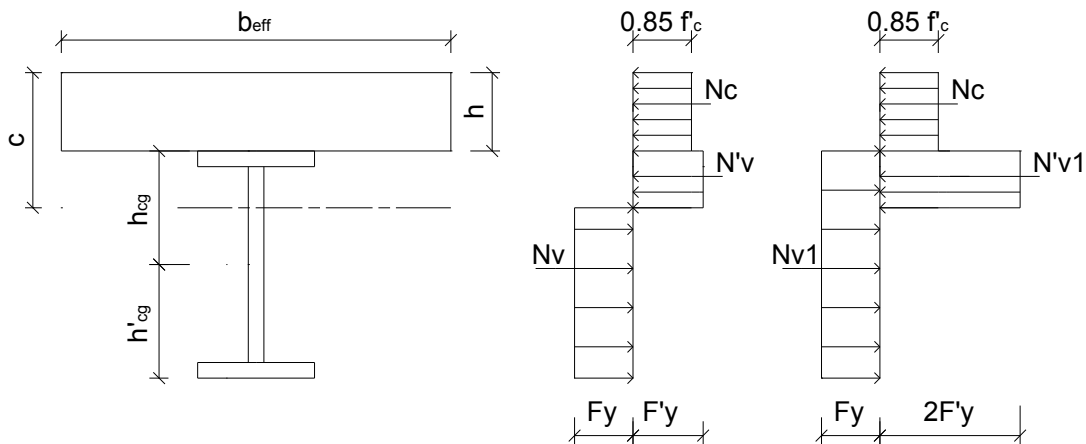 beff
0.85 f'c
0.85 f'c
c
h
Nc
Nc
N'v
N'v1
hcg
Nv
Nv1
h'cg
Fy
F'y
Fy
2F'y